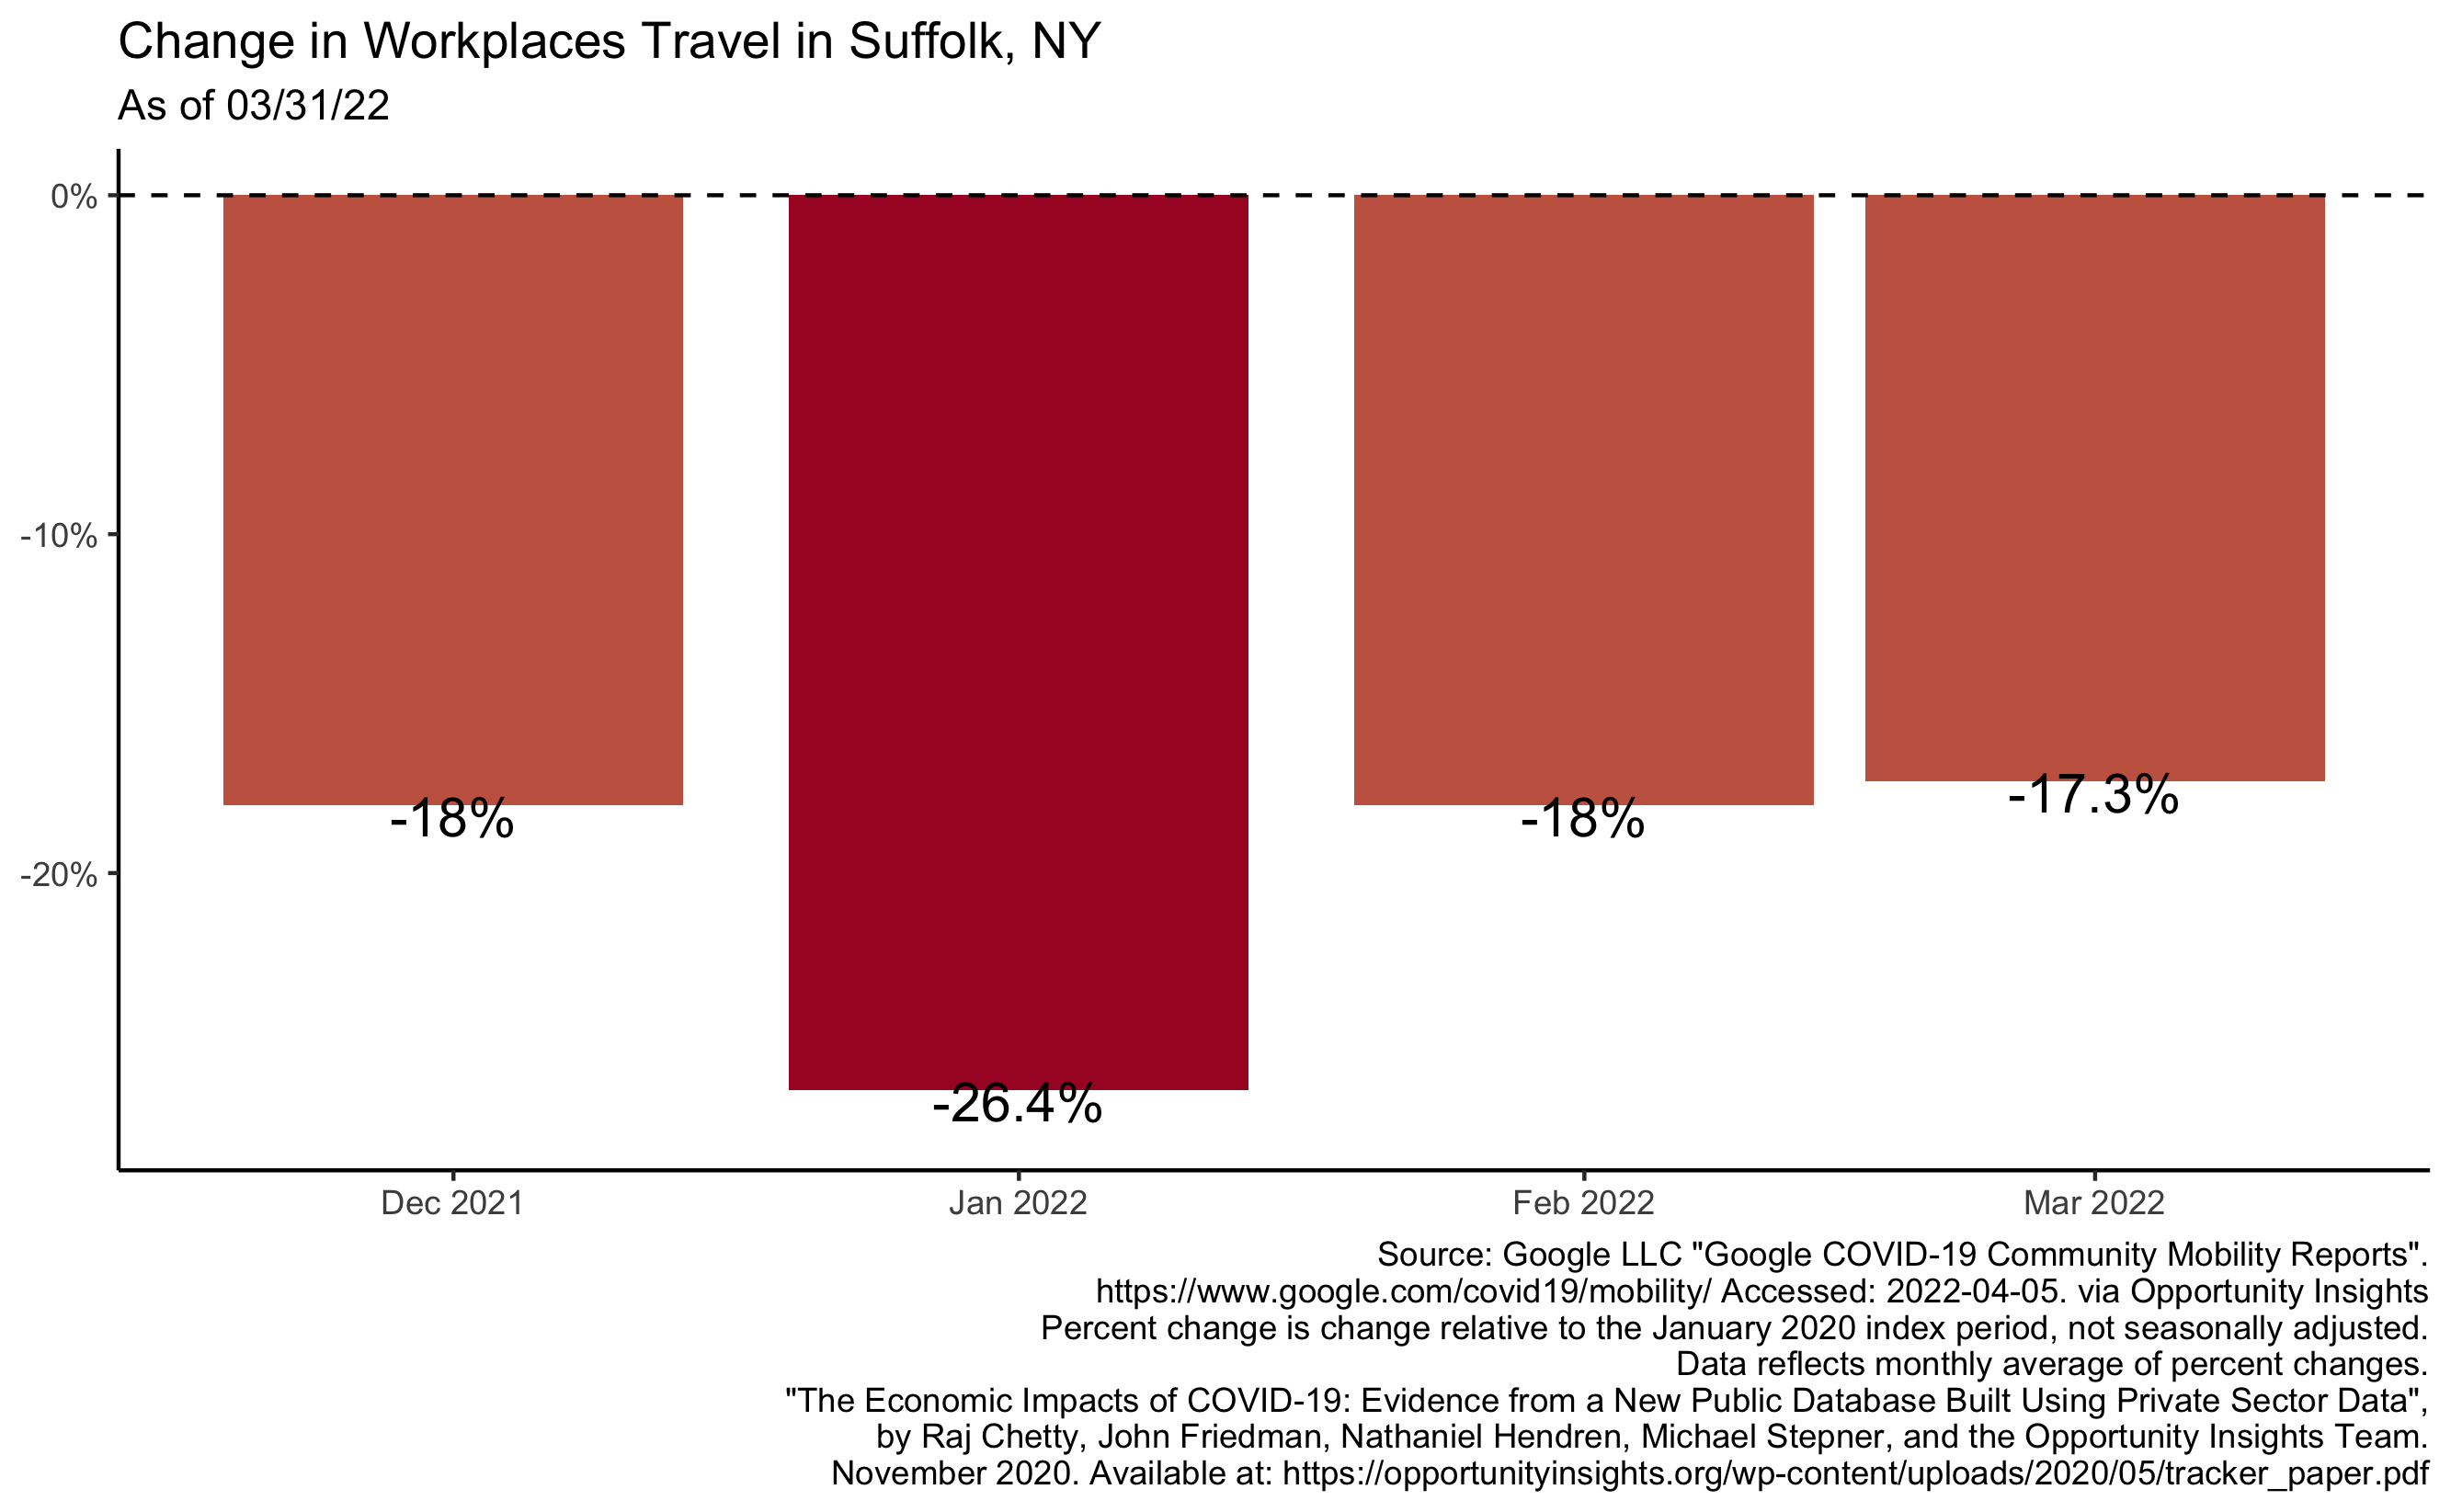 Change in Workplaces Travel in Suffolk, NY
As of 03/31/22
0%
-10%
-20%
-18%
-26.4%
-18%
-17.3%
Dec 2021
Jan 2022
Feb 2022
Mar 2022
Source: Google LLC "Google COVID-19 Community Mobility Reports".
https://www.google.com/covid19/mobility/ Accessed: 2022-04-05. via Opportunity Insights
Percent change is change relative to the January 2020 index period, not seasonally adjusted.
Data reflects monthly average of percent changes.
"The Economic Impacts of COVID-19: Evidence from a New Public Database Built Using Private Sector Data",
by Raj Chetty, John Friedman, Nathaniel Hendren, Michael Stepner, and the Opportunity Insights Team.
November 2020. Available at: https://opportunityinsights.org/wp-content/uploads/2020/05/tracker_paper.pdf